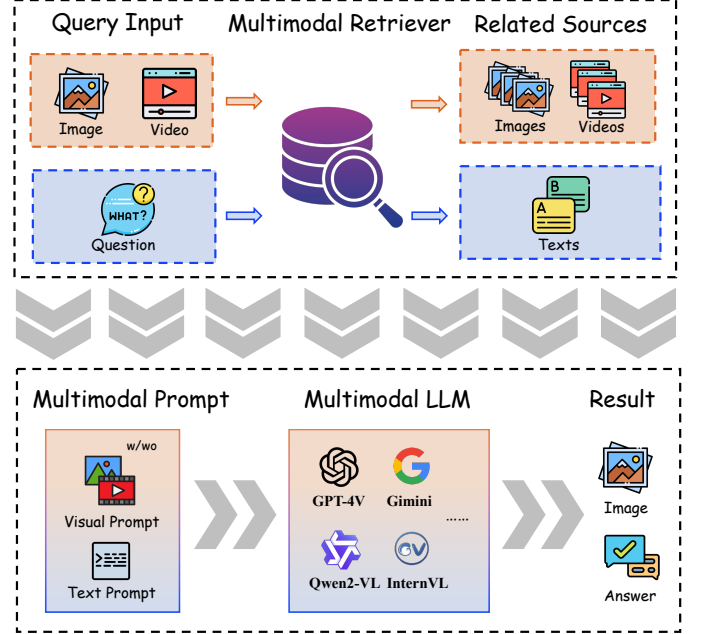 Query Input
Multimodal Retriever
Related Sources
Image
Video
Images
Videos
WHAT?
?
Question
B
A
Texts
Multimodal Prompt
Multimodal LLM
Result
w/wo
Visual Prompt
GPT-4V
Gimini
......
Image
>
Text Prompt
Qwen2-VL
InternVL
Answer